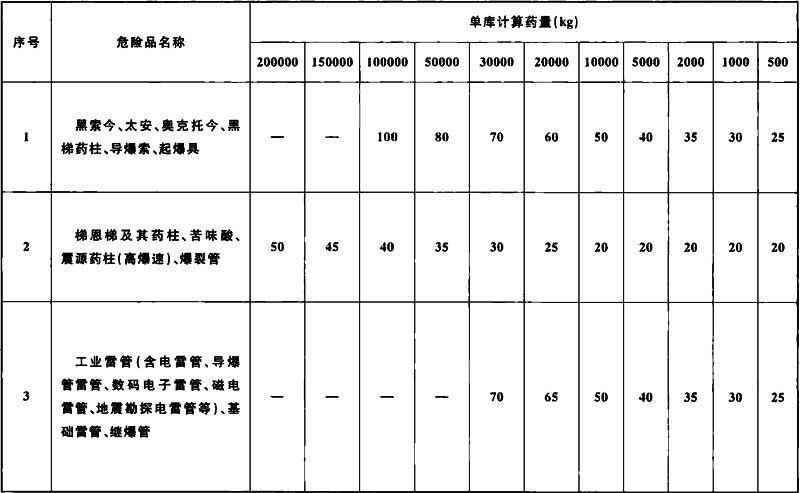 序号 危险品名称 单库计算药量(kg)
200000 150000 100000 50000 30000 20000 10000 5000 2000 1000 500
1 黑索今、太安、奥克托今、黑
梯药柱、导爆索、起爆具 — — 100 80 70 60 50 40 35 30 25
2 梯恩梯及其药柱、苦味酸、
震源药柱(高爆速)、爆裂管 50 45 40 35 30 25 20 20 20 20 20
3 工业雷管(含电雷管、导爆
管雷管、数码电子雷管、磁电
雷管、地震勘探电雷管等)、基
础雷管、继爆管 — — — — 70 65 50 40 35 30 25